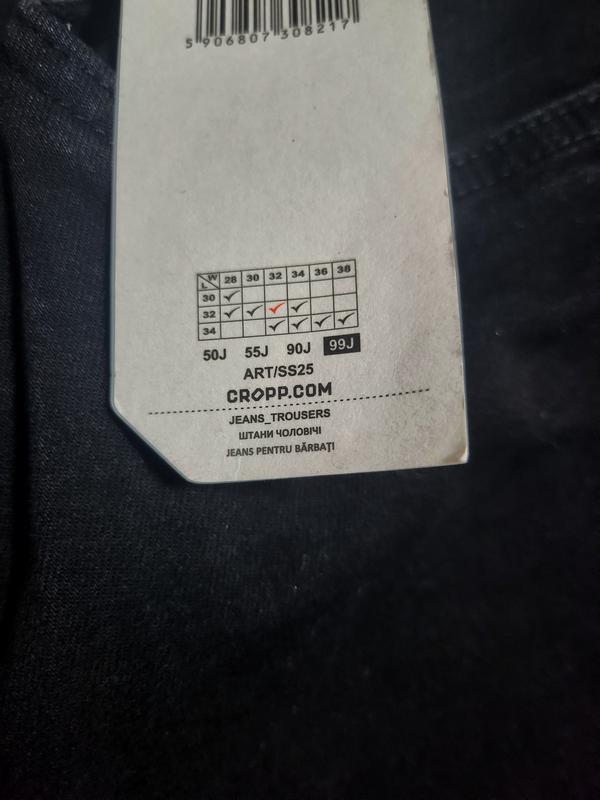 5906807308217
W 28 30 32 34 36 38
L
30 ✓
32 ✓ ✓ ✓ ✓
34 ✓ ✓ ✓ ✓
50J 55J 90J 99J
ART/SS25
CROPP.COM
JEANS_TROUSERS
ШТАНИ ЧОЛОВІЧІ
JEANS PENTRU BĂRBAȚI